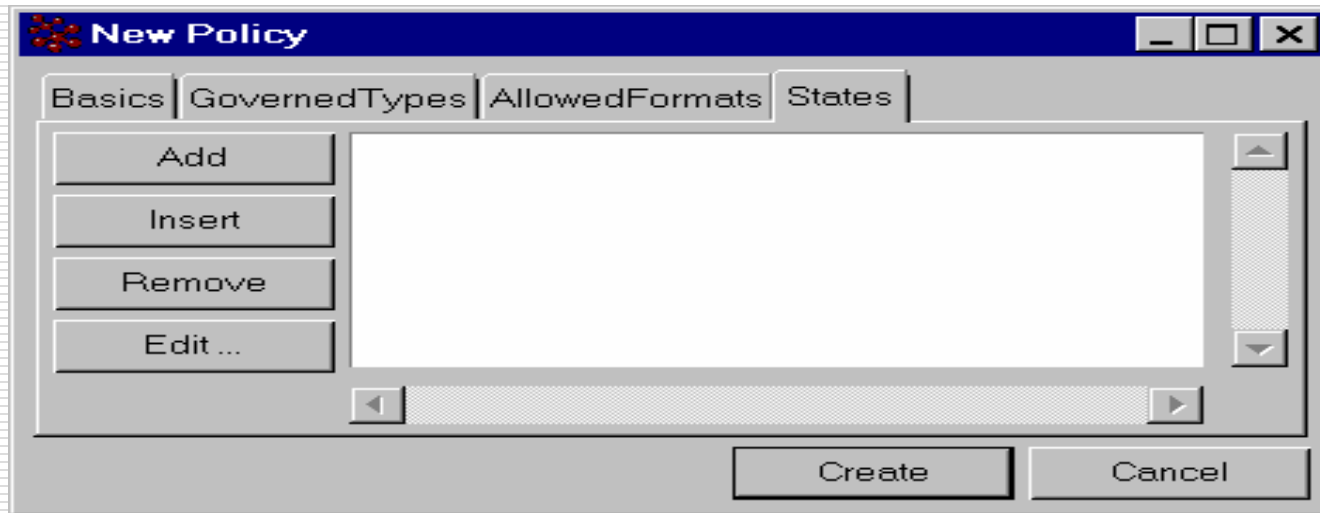 New Policy
Basics GovernedTypes AllowedFormats States
Add
Insert
Remove
Edit ...
Create Cancel